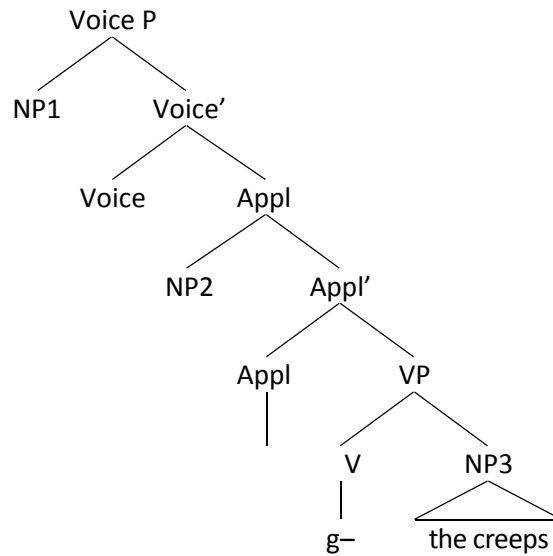 Voice P
NP1 Voice’
Voice Appl
NP2 Appl’
Appl VP
V NP3
g– the creeps